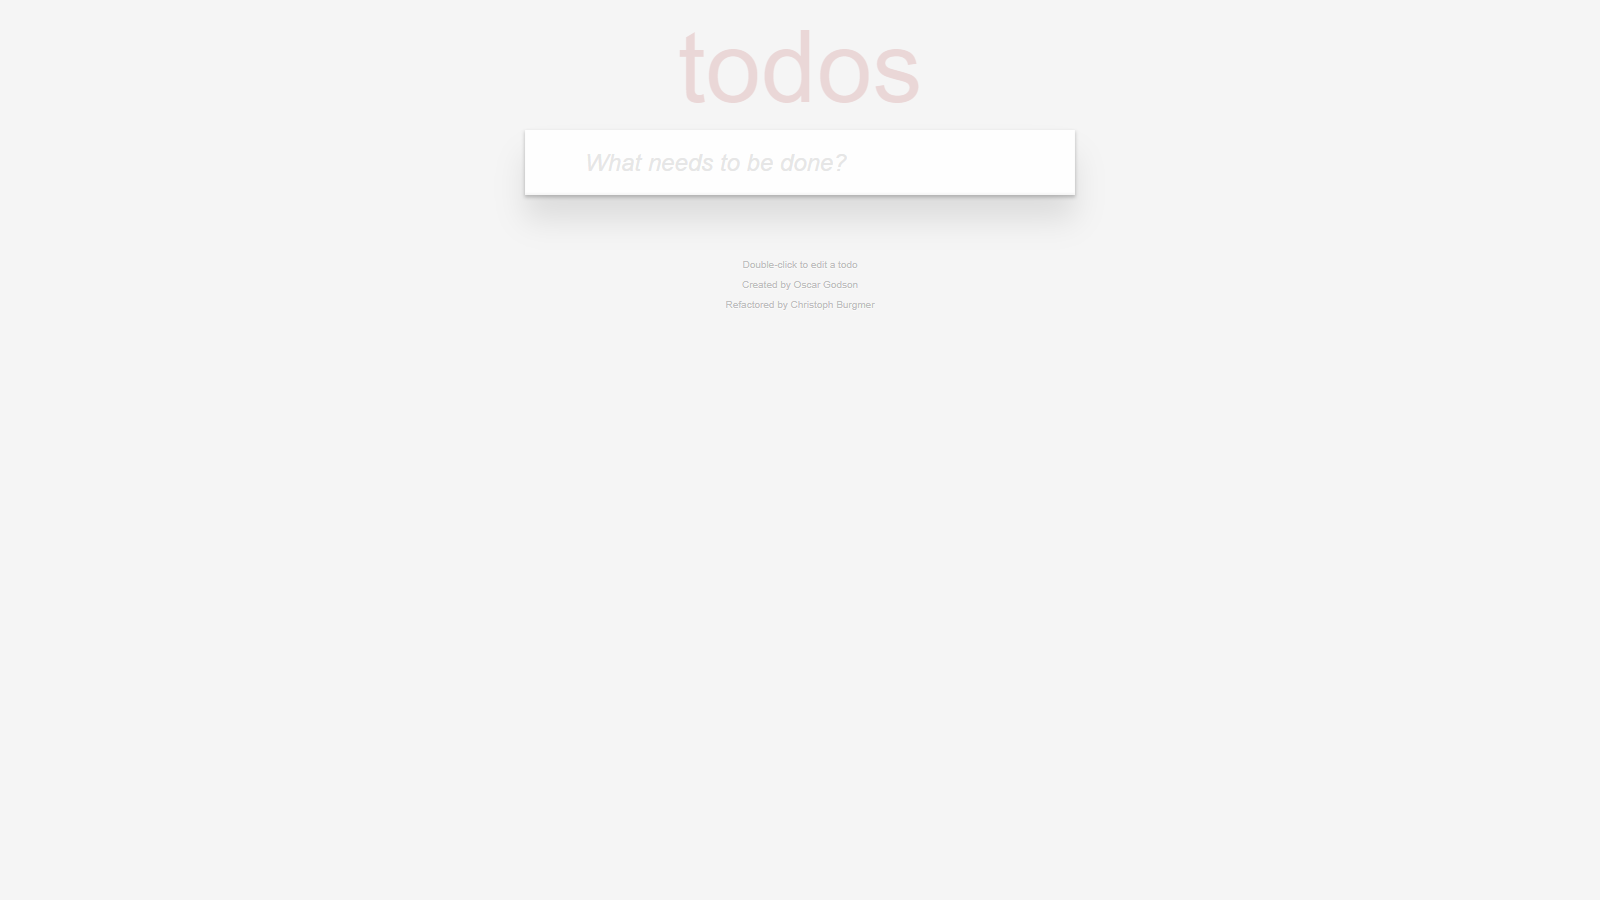 todos
What needs to be done?
Double-click to edit a todo
Created by Oscar Godson
Refactored by Christoph Burgmer